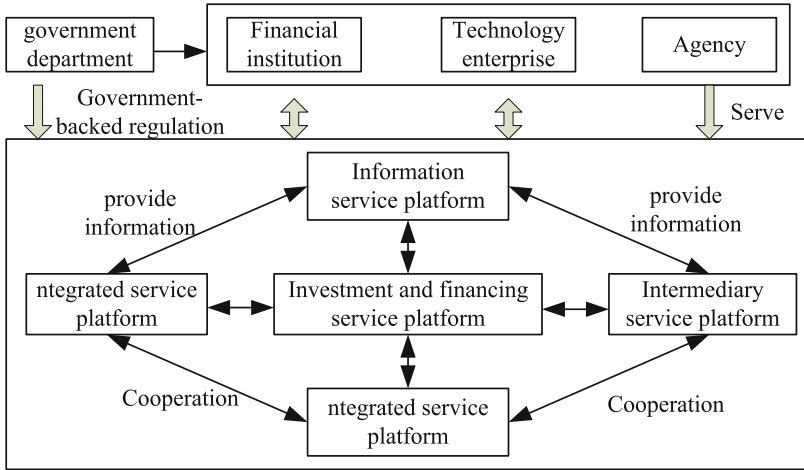 government
department
Financial
institution
Technology
enterprise
Agency
Government-
backed regulation
Serve
Information
service platform
provide
information
provide
information
ntegrated service
platform
Investment and financing
service platform
Intermediary
service platform
Cooperation
ntegrated service
platform
Cooperation